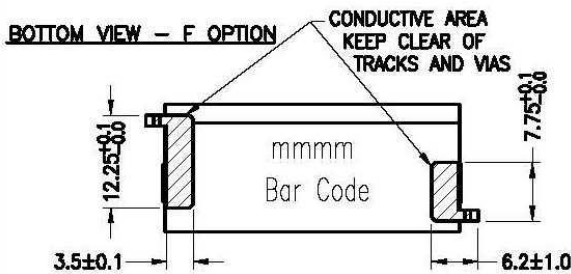 BOTTOM VIEW - F OPTION
CONDUCTIVE AREA
KEEP CLEAR OF
TRACKS AND VIAS
12.25+0.1-0.0
7.75+0.1-0.0
mmmm
Bar Code
3.5±0.1
6.2±1.0